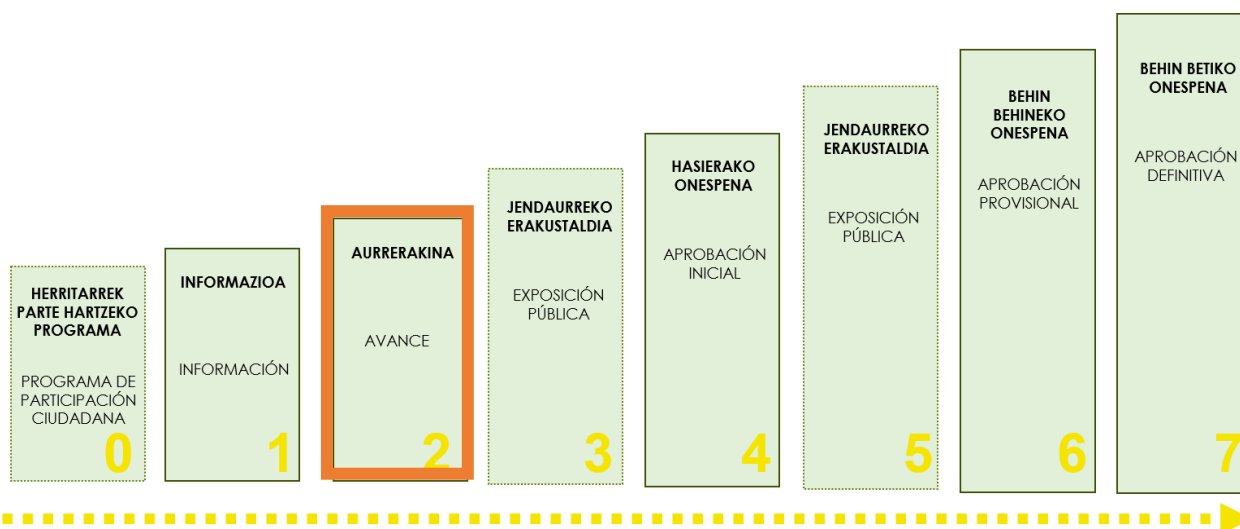 HERRITARREK
PARTE HARTZEKO
PROGRAMA
PROGRAMA DE
PARTICIPACIÓN
CIUDADANA
0
INFORMAZIOA
INFORMACIÓN
1
AURRERAKINA
AVANCE
2
JENDAURREKO
ERAKUSTALDIA
EXPOSICIÓN
PÚBLICA
3
HASIERAKO
ONESPENA
APROBACIÓN
INICIAL
4
JENDAURREKO
ERAKUSTALDIA
EXPOSICIÓN
PÚBLICA
5
BEHIN
BEHINEKO
ONESPENA
APROBACIÓN
PROVISIONAL
6
BEHIN BETIKO
ONESPENA
APROBACIÓN
DEFINITIVA
7